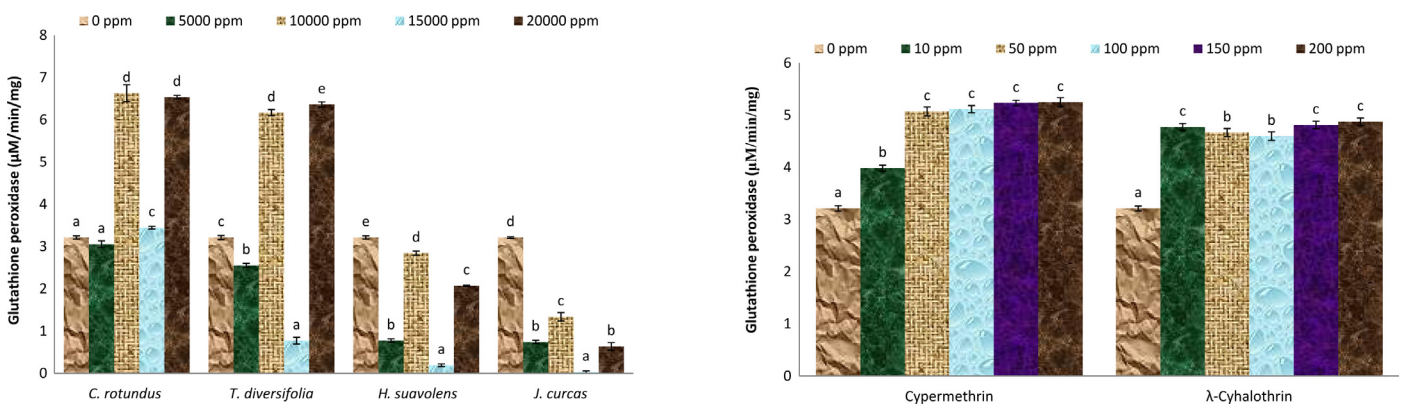 0 ppm 5000 ppm 10000 ppm 15000 ppm 20000 ppm
Glutathione peroxidase (µM/min/mg)
8
7
6
5
4
3
2
1
0
a a d c d
c b d a e
e b d a c
d b c a b
C. rotundus T. diversifolia H. suavolens J. curcas
0 ppm 10 ppm 50 ppm 100 ppm 150 ppm 200 ppm
Glutathione peroxidase (µM/min/mg)
6
5
4
3
2
1
0
a b c c c c
a c b b c c
Cypermethrin λ-Cyhalothrin